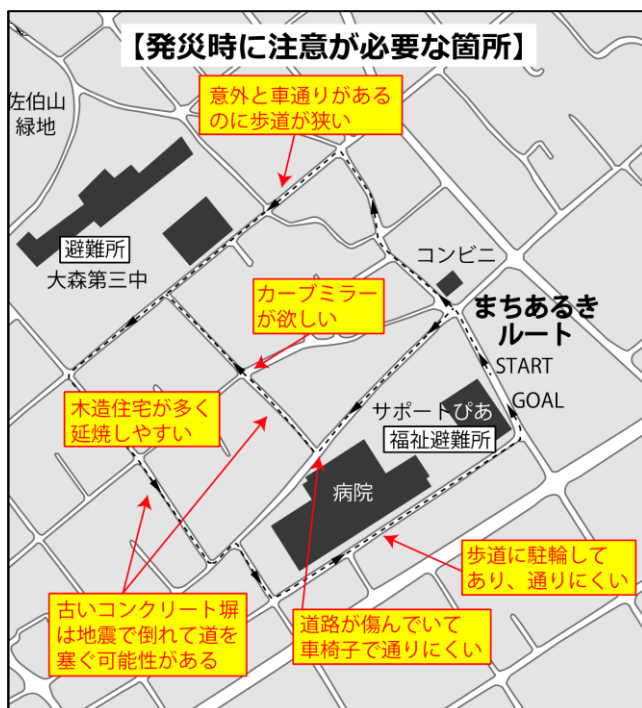 【発災時に注意が必要な箇所】
意外と車通りがある
のに歩道が狭い
佐伯山
緑地
避難所
大森第三中
コンビニ
カーブミラー
が欲しい
まちあるき
ルート
START
GOAL
木造住宅が多く
延焼しやすい
サポートぴあ
福祉避難所
病院
歩道に駐輪して
あり、通りにくい
古いコンクリート塀
は地震で倒れて道を
塞ぐ可能性がある
道路が傷んでいて
車椅子で通りにくい